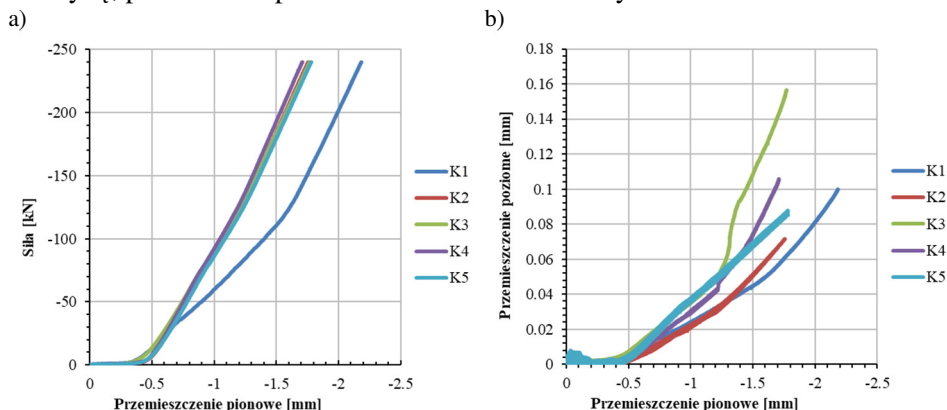 a)
b)
-250
-200
-150
-100
-50
0
0
-0.5
-1
-1.5
-2
-2.5
Siła [kN]
Przemieszczenie pionowe [mm]
K1
K2
K3
K4
K5
0.18
0.16
0.14
0.12
0.1
0.08
0.06
0.04
0.02
0
0
-0.5
-1
-1.5
-2
-2.5
Przemieszczenie poziome [mm]
Przemieszczenie pionowe [mm]
K1
K2
K3
K4
K5